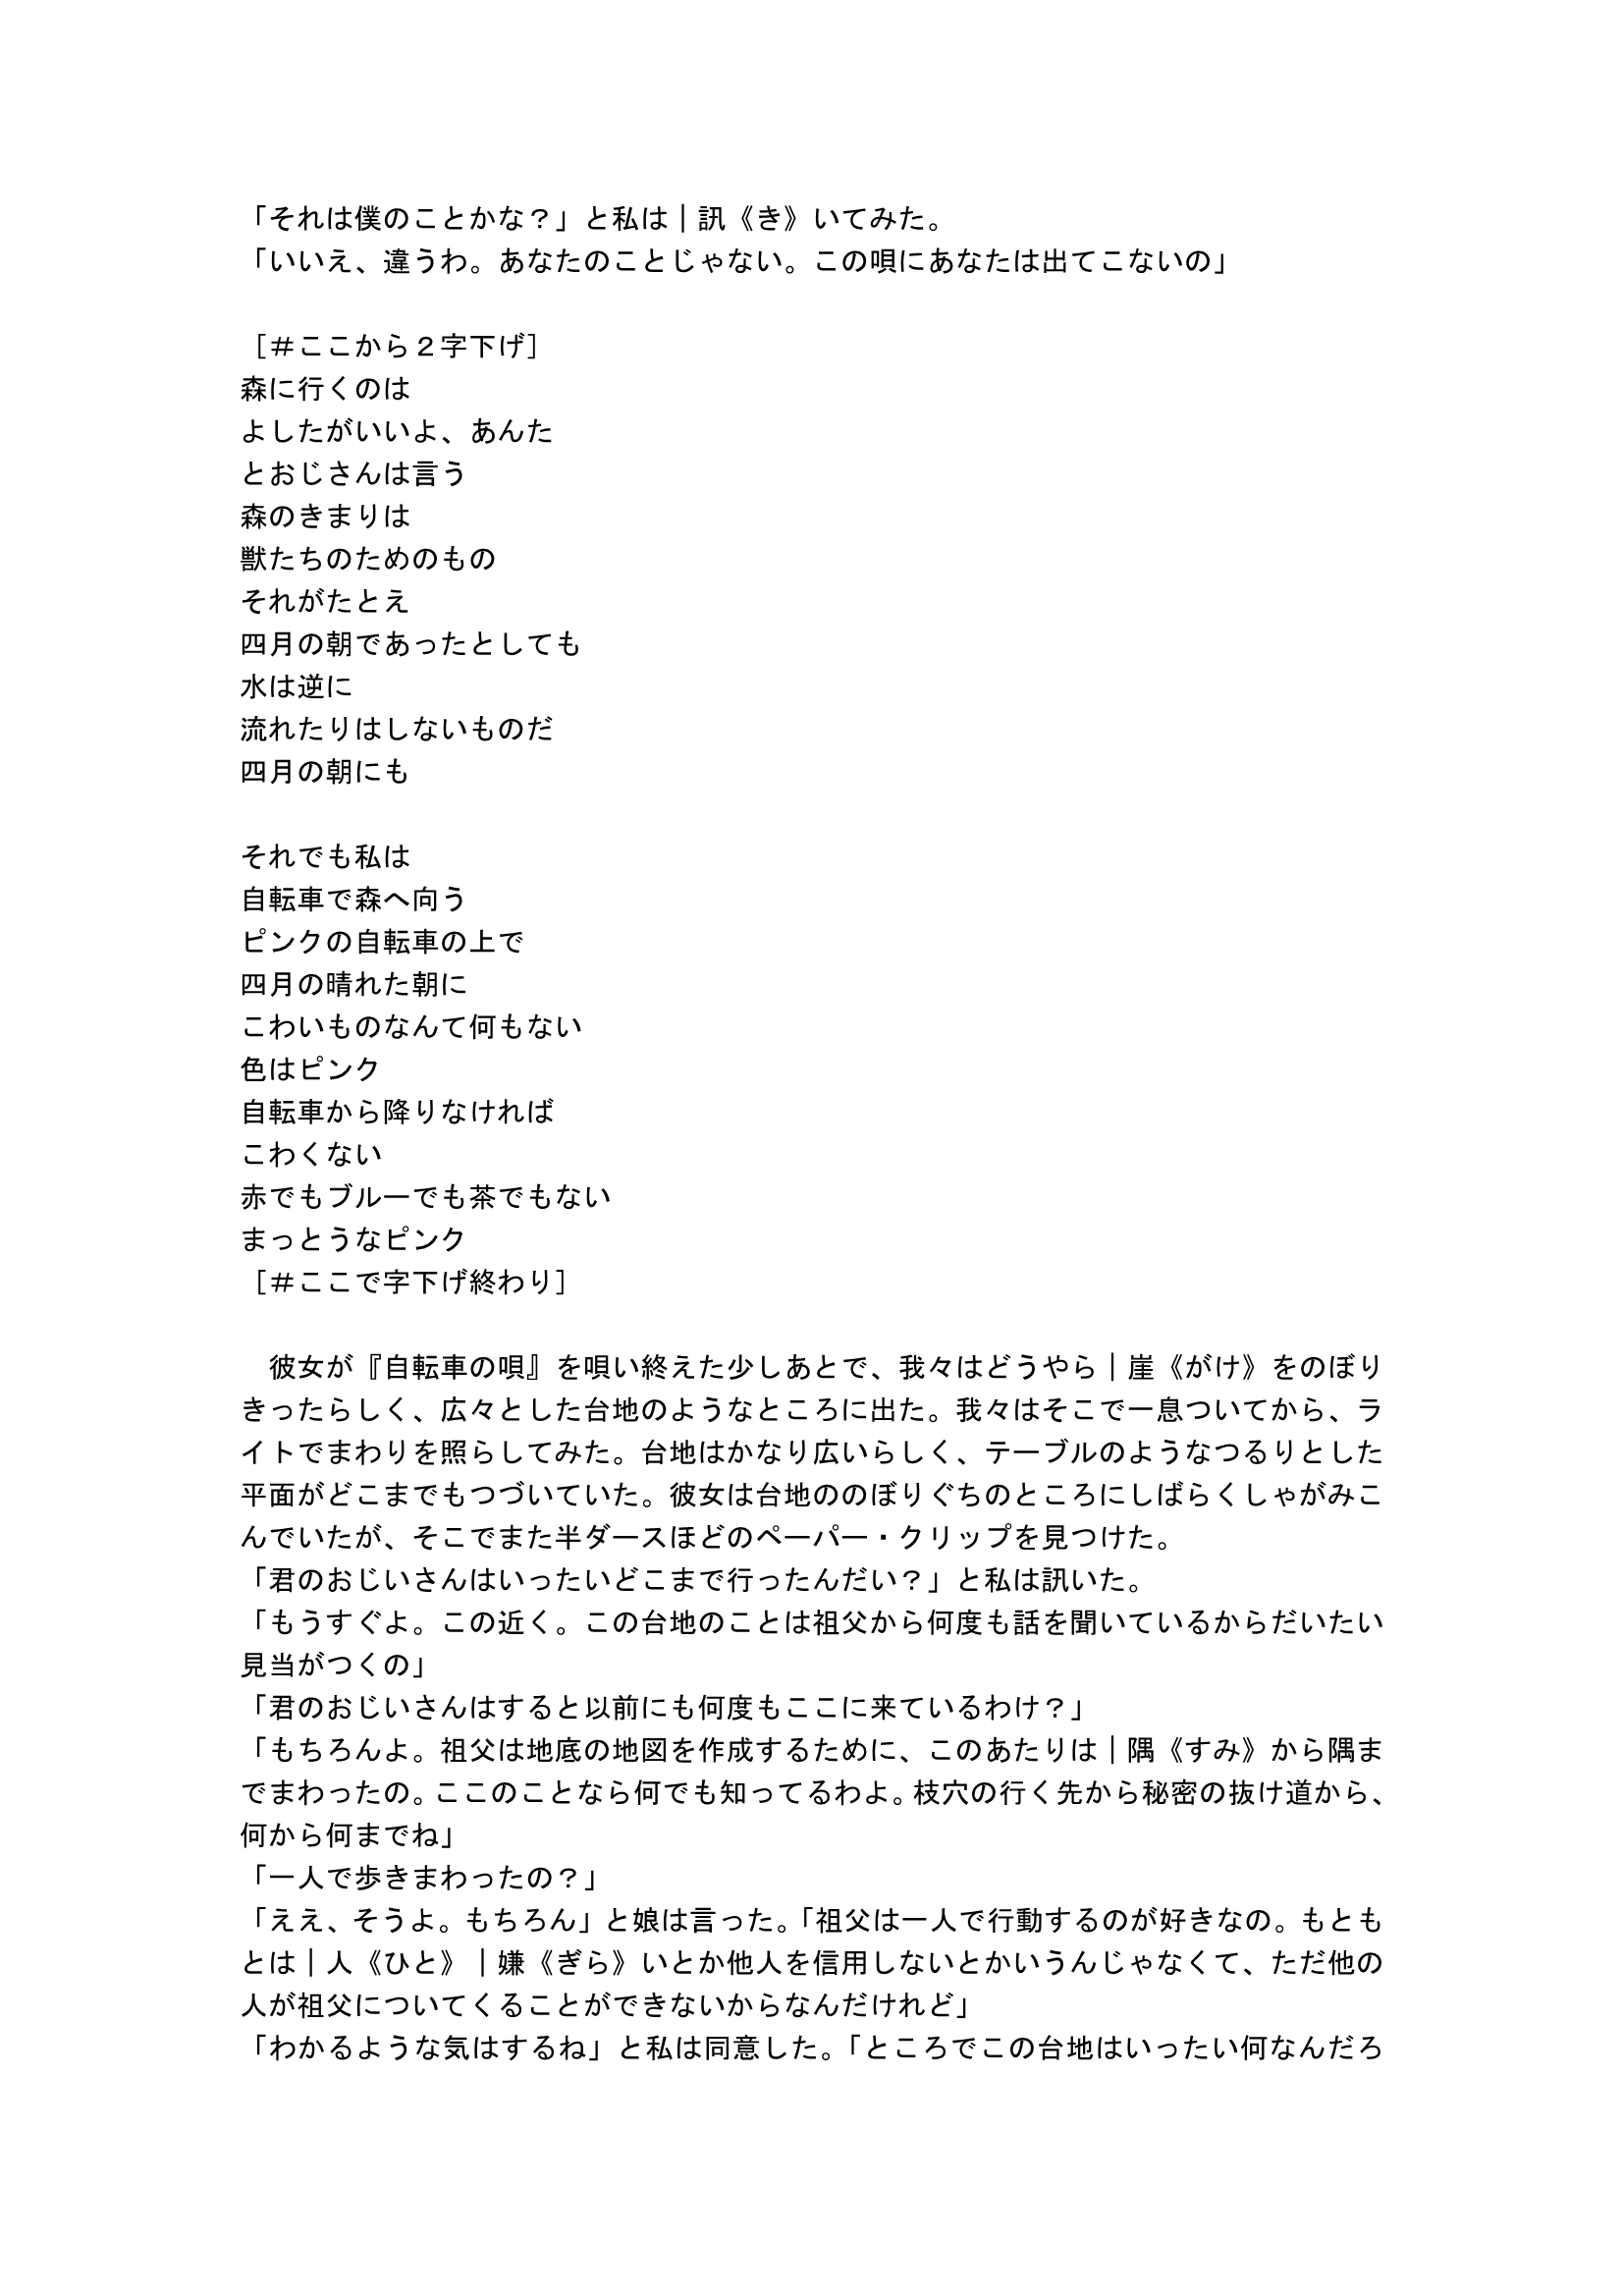 「それは僕のことかな？」と私は｜訊《き》いてみた。
「いいえ、違うわ。あなたのことじゃない。この唄にあなたは出てこないの」
［＃ここから２字下げ］
森に行くのは
よしたがいいよ、あんた
とおじさんは言う
森のきまりは
獣たちのためのもの
それがたとえ
四月の朝であったとしても
水は逆に
流れたりはしないものだ
四月の朝にも
それでも私は
自転車で森へ向う
ピンクの自転車の上で
四月の晴れた朝に
こわいものなんて何もない
色はピンク
自転車から降りなければ
こわくない
赤でもブルーでも茶でもない
まっとうなピンク
［＃ここで字下げ終わり］
　彼女が『自転車の唄』を唄い終えた少しあとで、我々はどうやら｜崖《がけ》をのぼり
きったらしく、広々とした台地のようなところに出た。我々はそこで一息ついてから、ラ
イトでまわりを照らしてみた。台地はかなり広いらしく、テーブルのようなつるりとした
平面がどこまでもつづいていた。彼女は台地ののぼりぐちのところにしばらくしゃがみこ
んでいたが、そこでまた半ダースほどのペーパー・クリップを見つけた。
「君のおじいさんはいったいどこまで行ったんだい？」と私は訊いた。
「もうすぐよ。この近く。この台地のことは祖父から何度も話を聞いているからだいたい
見当がつくの」
「君のおじいさんはすると以前にも何度もここに来ているわけ？」
「もちろんよ。祖父は地底の地図を作成するために、このあたりは｜隅《すみ》から隅ま
でまわったの。ここのことなら何でも知ってるわよ。枝穴の行く先から秘密の抜け道から、
何から何までね」
「一人で歩きまわったの？」
「ええ、そうよ。もちろん」と娘は言った。「祖父は一人で行動するのが好きなの。もとも
とは｜人《ひと》｜嫌《ぎら》いとか他人を信用しないとかいうんじゃなくて、ただ他の
人が祖父についてくることができないからなんだけれど」
「わかるような気はするね」と私は同意した。「ところでこの台地はいったい何なんだろ